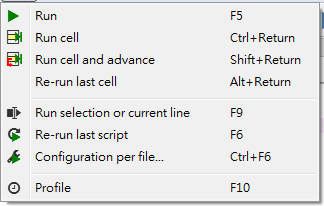 Run F5
Run cell Ctrl+Return
Run cell and advance Shift+Return
Re-run last cell Alt+Return
Run selection or current line F9
Re-run last script F6
Configuration per file... Ctrl+F6
Profile F10